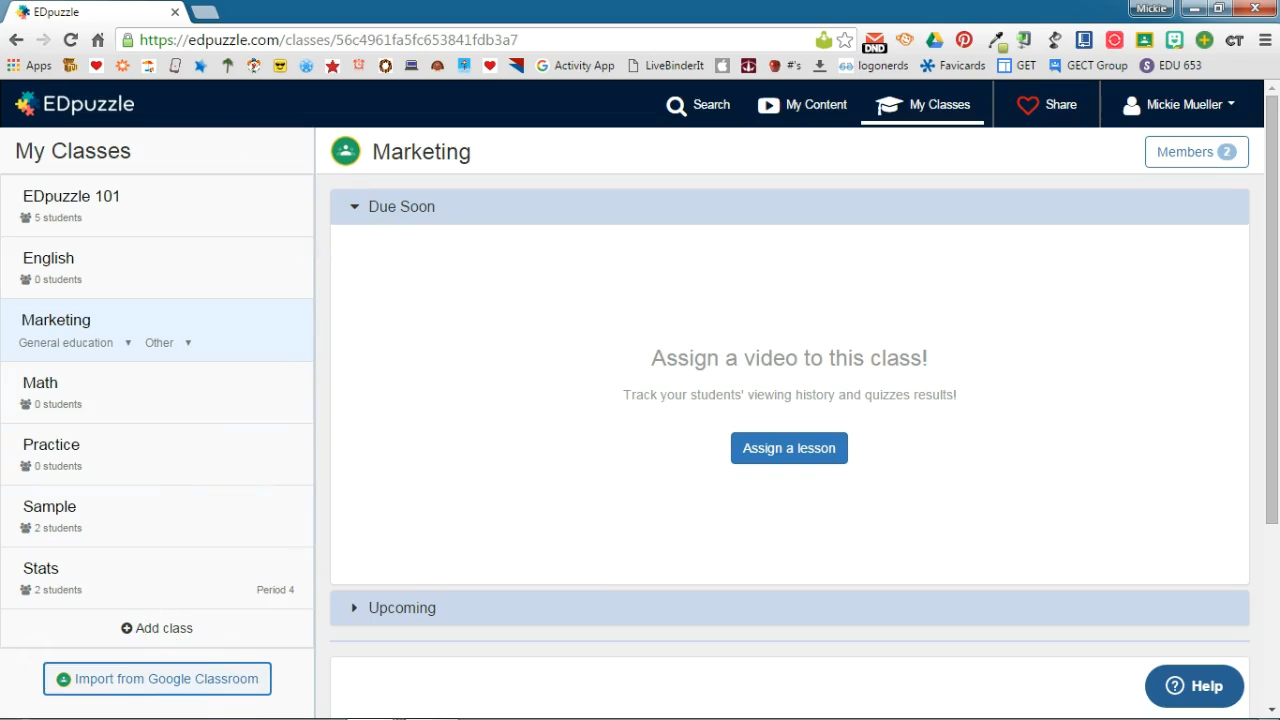 EDpuzzle
Mickie
https://edpuzzle.com/classes/56c4961fa5fc653841fdb3a7
DND
CT
Apps
Activity App
LiveBinderIt
#'s
logonerds
Favicards
GET
GECT Group
EDU 653
EDpuzzle
Search
My Content
My Classes
Share
Mickie Mueller
My Classes
Marketing
Members 2
EDpuzzle 101
5 students
English
0 students
Marketing
General education
Other
Math
0 students
Practice
0 students
Sample
2 students
Stats
2 students
Period 4
Add class
Import from Google Classroom
Due Soon
Assign a video to this class!
Track your students' viewing history and quizzes results!
Assign a lesson
Upcoming
Help